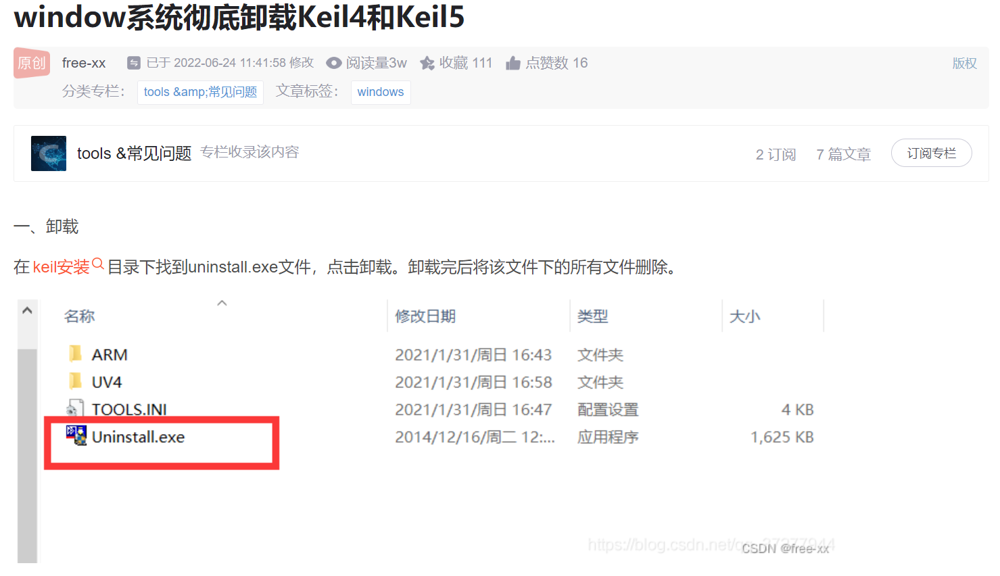 window系统彻底卸载Keil4和Keil5
原创 free-xx 已于 2022-06-24 11:41:58 修改 阅读量3w 收藏 111 点赞数 16 版权
分类专栏： tools &amp;常见问题 文章标签： windows
tools &常见问题 专栏收录该内容 2 订阅 7 篇文章 订阅专栏
一、卸载
在 keil安装 目录下找到uninstall.exe文件，点击卸载。卸载完后将该文件下的所有文件删除。
名称 修改日期 类型 大小
ARM 2021/1/31/周日 16:43 文件夹
UV4 2021/1/31/周日 16:58 文件夹
TOOLS.INI 2021/1/31/周日 16:47 配置设置 4 KB
Uninstall.exe 2014/12/16/周二 12:... 应用程序 1,625 KB
https://blog.csdn.net/
CSDN @free-xx